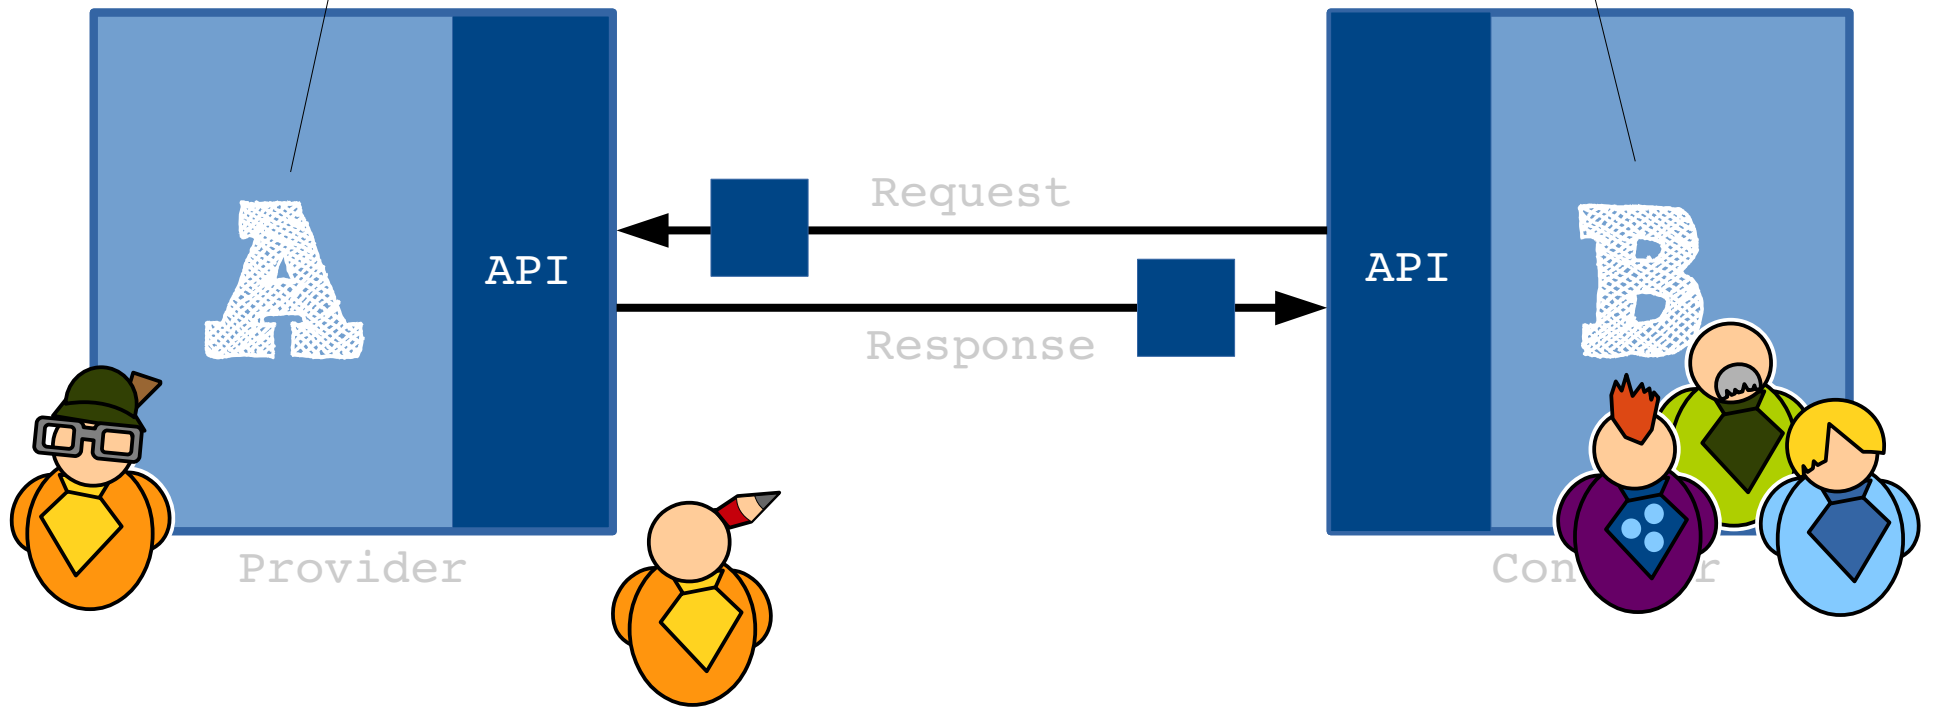 A
API
Request
Response
API
B
Provider